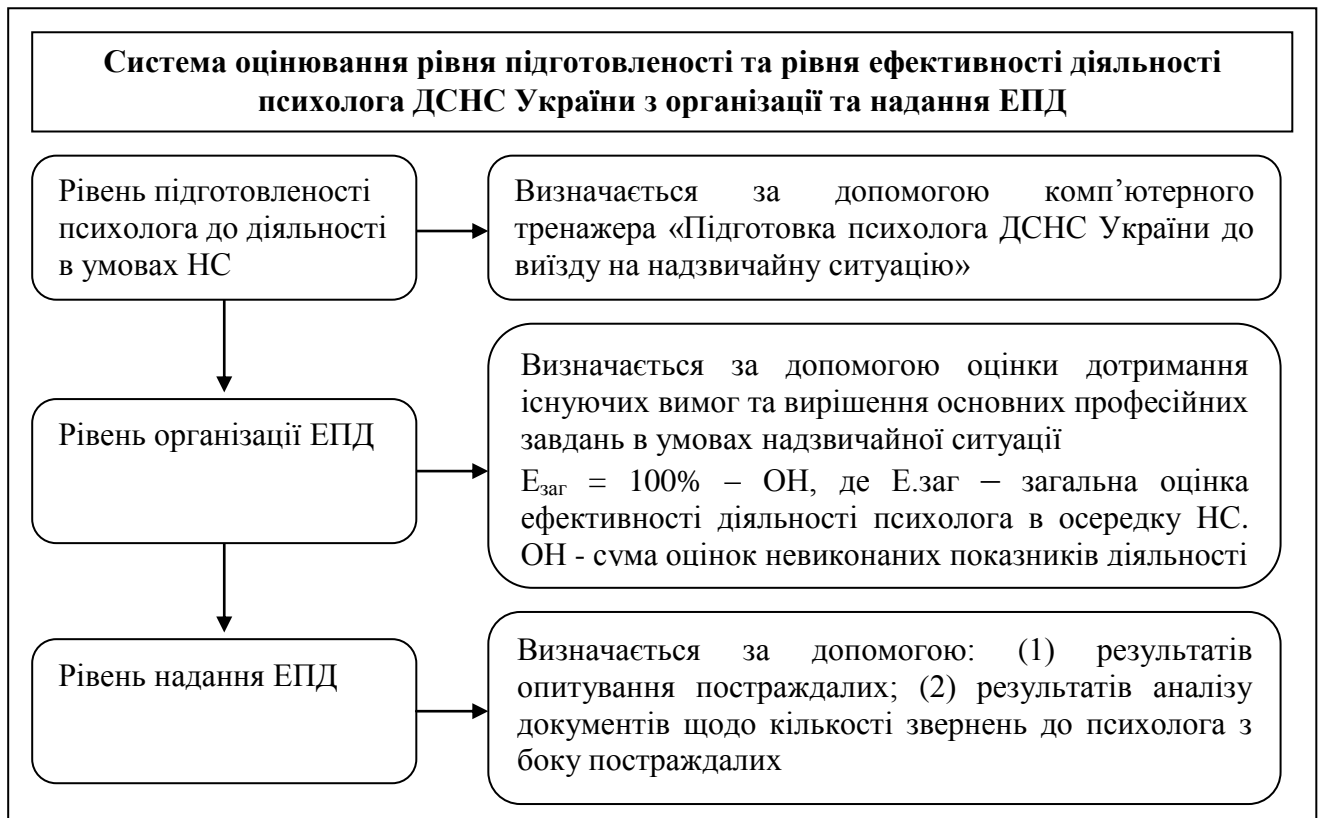 Система оцінювання рівня підготовленості та рівня ефективності діяльності
психолога ДСНС України з організації та надання ЕПД
Рівень підготовленості
психолога до діяльності
в умовах НС
Визначається за допомогою комп’ютерного
тренажера «Підготовка психолога ДСНС України до
виїзду на надзвичайну ситуацію»
Рівень організації ЕПД
Визначається за допомогою оцінки дотримання
існуючих вимог та вирішення основних професійних
завдань в умовах надзвичайної ситуації
Езаг = 100% – ОН, де Е.заг – загальна оцінка
ефективності діяльності психолога в осередку НС.
ОН - сума оцінок невиконаних показників діяльності
Рівень надання ЕПД
Визначається за допомогою: (1) результатів
опитування постраждалих; (2) результатів аналізу
документів щодо кількості звернень до психолога з
боку постраждалих